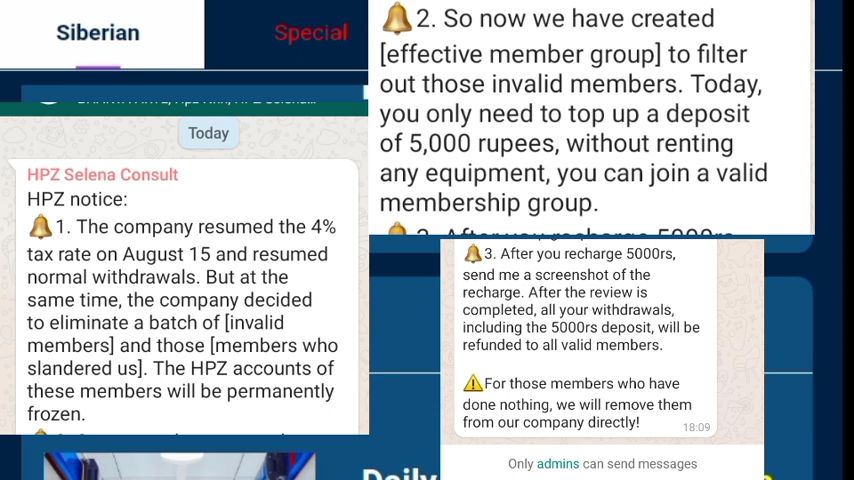 Siberian
Special
Today
HPZ Selena Consult
HPZ notice:
🔔1. The company resumed the 4%
tax rate on August 15 and resumed
normal withdrawals. But at the
same time, the company decided
to eliminate a batch of [invalid
members] and those [members who
slandered us]. The HPZ accounts of
these members will be permanently
frozen.
🔔2. So now we have created
[effective member group] to filter
out those invalid members. Today,
you only need to top up a deposit
of 5,000 rupees, without renting
any equipment, you can join a valid
membership group.
3. After you recharge 5000rs
🔔3. After you recharge 5000rs,
send me a screenshot of the
recharge. After the review is
completed, all your withdrawals,
including the 5000rs deposit, will be
refunded to all valid members.
⚠️For those members who have
done nothing, we will remove them
from our company directly!
18:09
Only admins can send messages
Daily